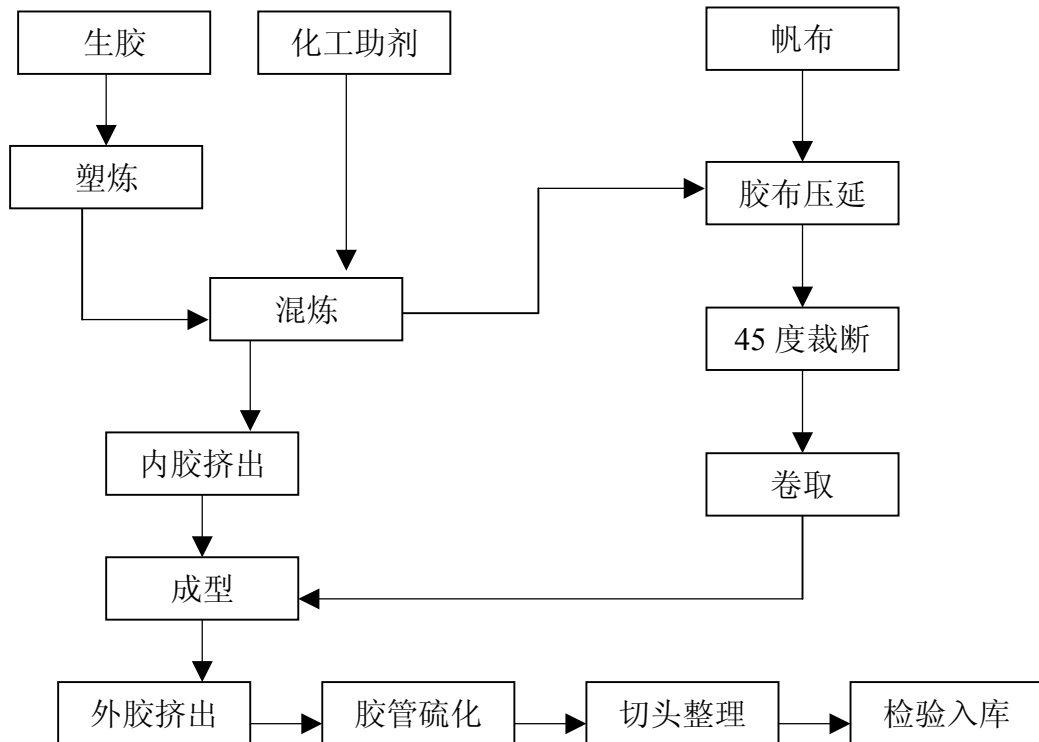 生胶
化工助剂
帆布
塑炼
胶布压延
混炼
45 度裁断
内胶挤出
卷取
成型
外胶挤出
胶管硫化
切头整理
检验入库